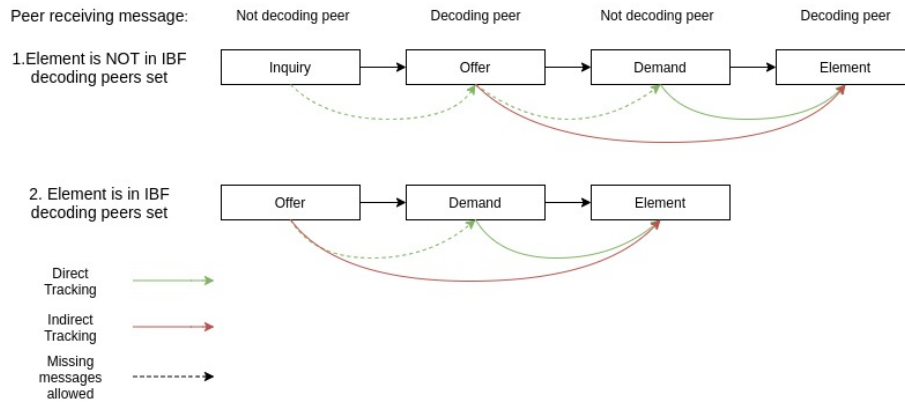 Peer receiving message:
Not decoding peer
Decoding peer
Not decoding peer
Decoding peer
1.Element is NOT in IBF
decoding peers set
Inquiry
Offer
Demand
Element
2. Element is in IBF
decoding peers set
Offer
Demand
Element
Direct
Tracking
Indirect
Tracking
Missing
messages
allowed